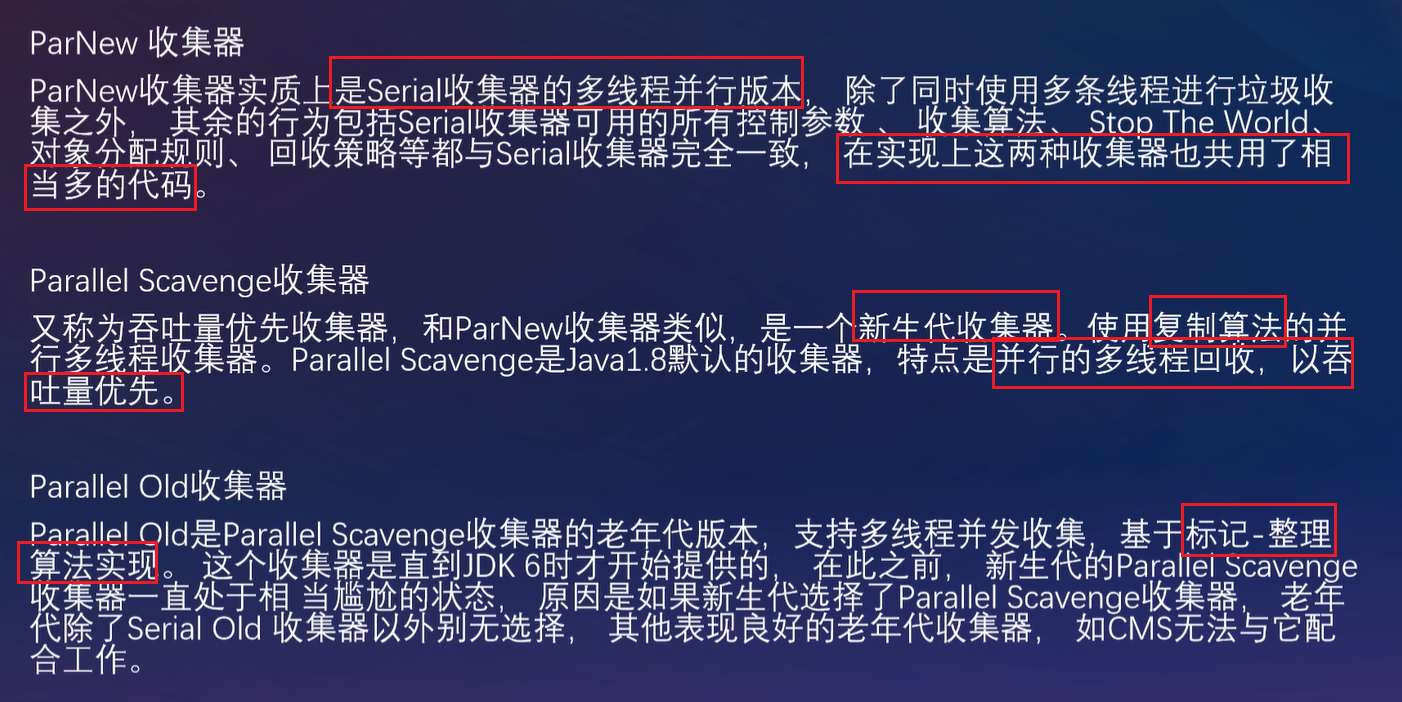 ParNew 收集器
ParNew收集器实质上是Serial收集器的多线程并行版本， 除了同时使用多条线程进行垃圾收
集之外， 其余的行为包括Serial收集器可用的所有控制参数 、 收集算法、 Stop The World、
对象分配规则、 回收策略等都与Serial收集器完全一致， 在实现上这两种收集器也共用了相
当多的代码。
Parallel Scavenge收集器
又称为吞吐量优先收集器，和ParNew收集器类似，是一个新生代收集器。使用复制算法的并
行多线程收集器。Parallel Scavenge是Java1.8默认的收集器，特点是并行的多线程回收，以吞
吐量优先。
Parallel Old收集器
Parallel Old是Parallel Scavenge收集器的老年代版本，支持多线程并发收集，基于标记-整理
算法实现。 这个收集器是直到JDK 6时才开始提供的， 在此之前， 新生代的Parallel Scavenge
收集器一直处于相 当尴尬的状态， 原因是如果新生代选择了Parallel Scavenge收集器， 老年
代除了Serial Old 收集器以外别无选择， 其他表现良好的老年代收集器， 如CMS无法与它配
合工作。